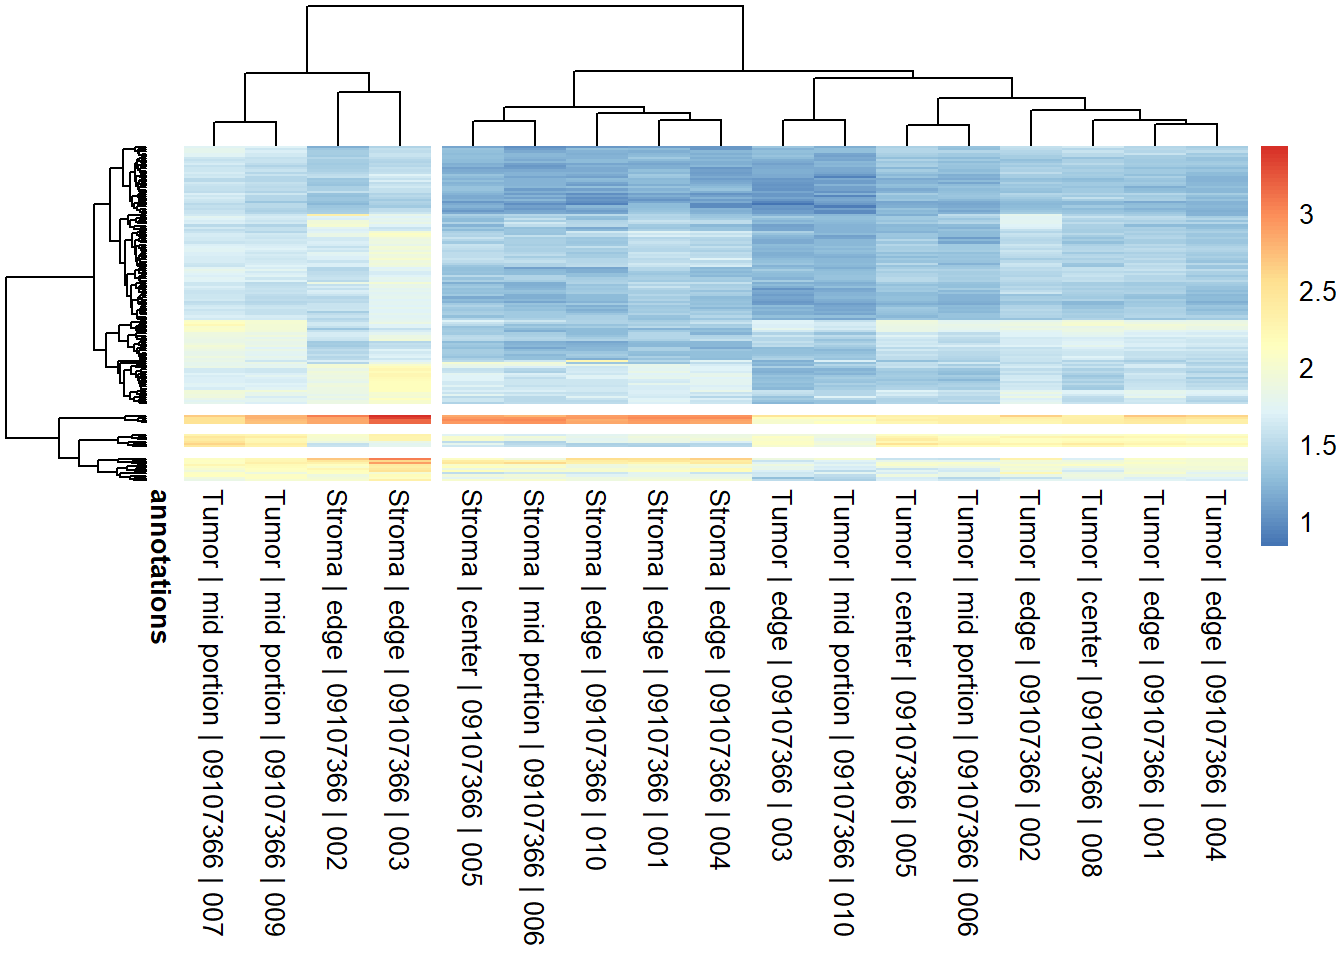 3
2.5
2
1.5
1
annotations
Tumor | mid portion | 09107366 | 007
Tumor | mid portion | 09107366 | 009
Stroma | edge | 09107366 | 002
Stroma | edge | 09107366 | 003
Stroma | center | 09107366 | 005
Stroma | mid portion | 09107366 | 006
Stroma | edge | 09107366 | 010
Stroma | edge | 09107366 | 001
Stroma | edge | 09107366 | 004
Tumor | edge | 09107366 | 003
Tumor | mid portion | 09107366 | 010
Tumor | center | 09107366 | 005
Tumor | mid portion | 09107366 | 006
Tumor | edge | 09107366 | 002
Tumor | center | 09107366 | 008
Tumor | edge | 09107366 | 001
Tumor | edge | 09107366 | 004